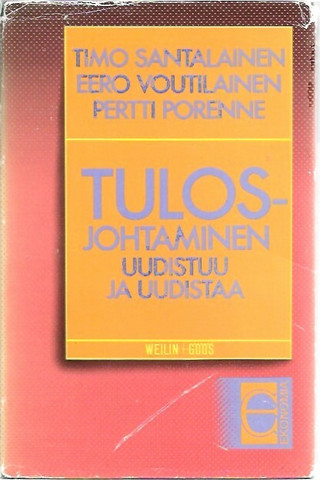 TIMO SANTALAINEN
EERO VOUTILAINEN
PERTTI PORENNE
TULOS-
JOHTAMINEN
UUDISTUU
JA UUDISTAA
WEILIN+GÖÖS
EKONOMIA